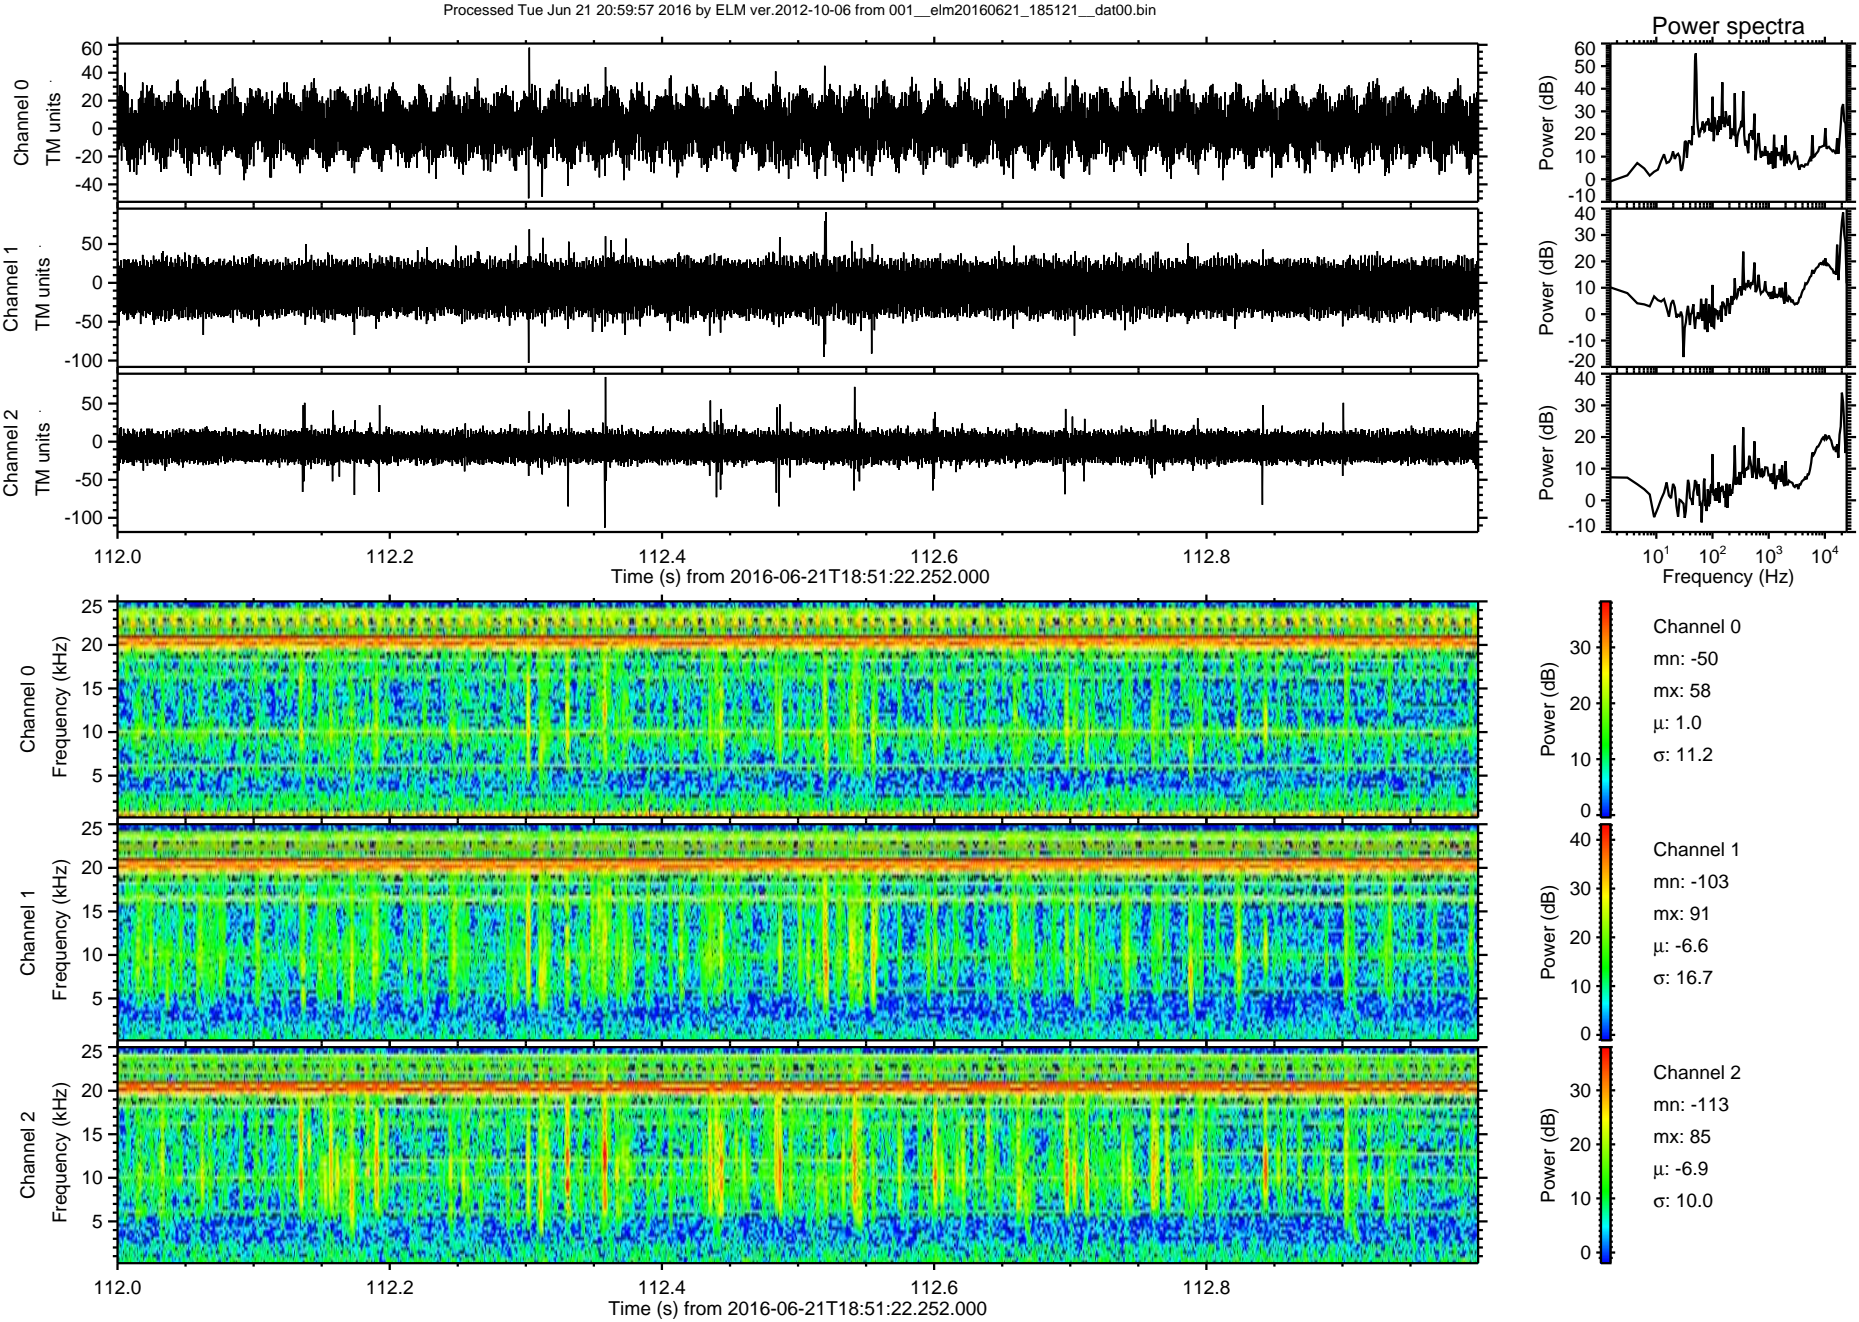 Processed Tue Jun 21 20:59:57 2016 by ELM ver.2012-10-06 from 001__elm20160621_185121__dat00.bin
Power spectra
Channel 0
TM units
60
40
20
0
-20
-40
Power (dB)
60
50
40
30
20
10
0
-10
Channel 1
TM units
50
0
-50
-100
Power (dB)
40
30
20
10
0
-10
-20
Channel 2
TM units
50
0
-50
-100
Power (dB)
40
30
20
10
0
-10
112.0 112.2 112.4 112.6 112.8
Time (s) from 2016-06-21T18:51:22.252.000
10¹ 10² 10³ 10⁴
Frequency (Hz)
Channel 0
Frequency (kHz)
25
20
15
10
5
Power (dB)
30
20
10
0
Channel 0
mn: -50
mx: 58
µ: 1.0
σ: 11.2
Channel 1
Frequency (kHz)
25
20
15
10
5
Power (dB)
40
30
20
10
0
Channel 1
mn: -103
mx: 91
µ: -6.6
σ: 16.7
Channel 2
Frequency (kHz)
25
20
15
10
5
Power (dB)
30
20
10
0
Channel 2
mn: -113
mx: 85
µ: -6.9
σ: 10.0
112.0 112.2 112.4 112.6 112.8
Time (s) from 2016-06-21T18:51:22.252.000